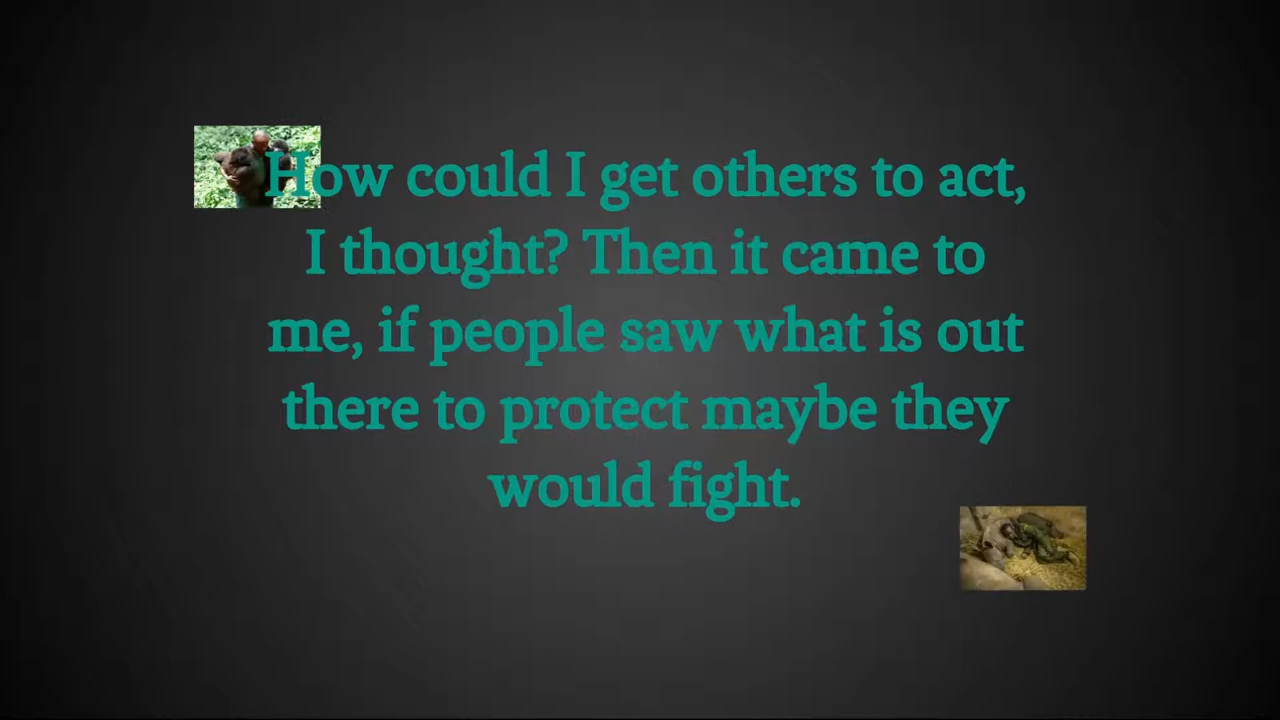 How could I get others to act,
I thought? Then it came to
me, if people saw what is out
there to protect maybe they
would fight.